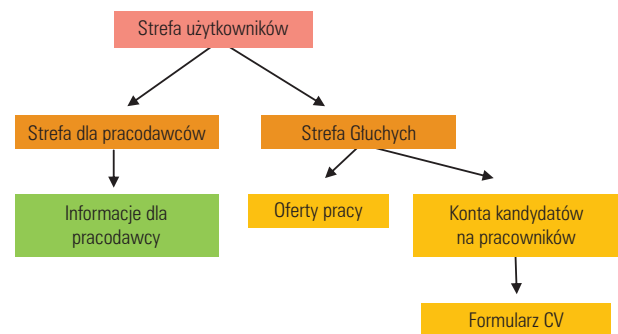 Strefa użytkowników
Strefa dla pracodawców
Strefa Głuchych
Informacje dla
pracodawcy
Oferty pracy
Konta kandydatów
na pracowników
Formularz CV